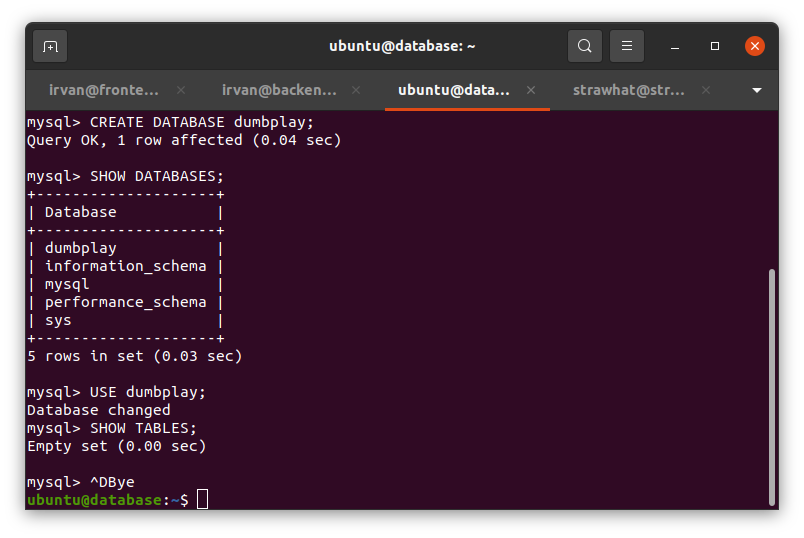 ubuntu@database: ~
irvan@fronte...
irvan@backen...
ubuntu@data...
strawhat@str...
mysql> CREATE DATABASE dumbplay;
Query OK, 1 row affected (0.04 sec)
mysql> SHOW DATABASES;
+--------------------+
| Database           |
+--------------------+
| dumbplay           |
| information_schema |
| mysql              |
| performance_schema |
| sys                |
+--------------------+
5 rows in set (0.03 sec)
mysql> USE dumbplay;
Database changed
mysql> SHOW TABLES;
Empty set (0.00 sec)
mysql> ^DBye
ubuntu@database:~$